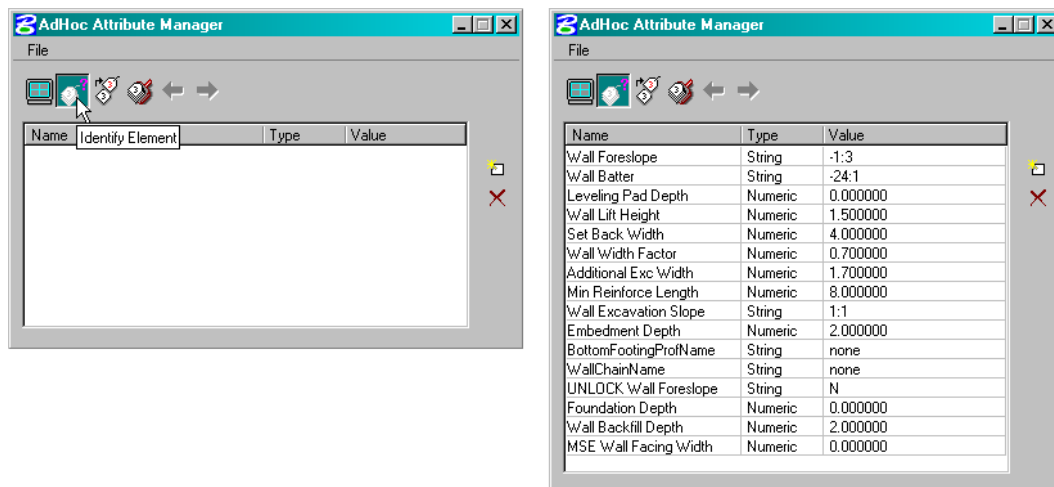 AdHoc Attribute Manager
File
Name Type Value
Identify Element
AdHoc Attribute Manager
File
Name Type Value
Wall Foreslope String -1:3
Wall Batter String -24:1
Leveling Pad Depth Numeric 0.000000
Wall Lift Height Numeric 1.500000
Set Back Width Numeric 4.000000
Wall Width Factor Numeric 0.700000
Additional Exc Width Numeric 1.700000
Min Reinforce Length Numeric 8.000000
Wall Excavation Slope String 1:1
Embedment Depth Numeric 2.000000
BottomFootingProfName String none
WallChainName String none
UNLOCK Wall Foreslope String N
Foundation Depth Numeric 0.000000
Wall Backfill Depth Numeric 2.000000
MSE Wall Facing Width Numeric 0.000000